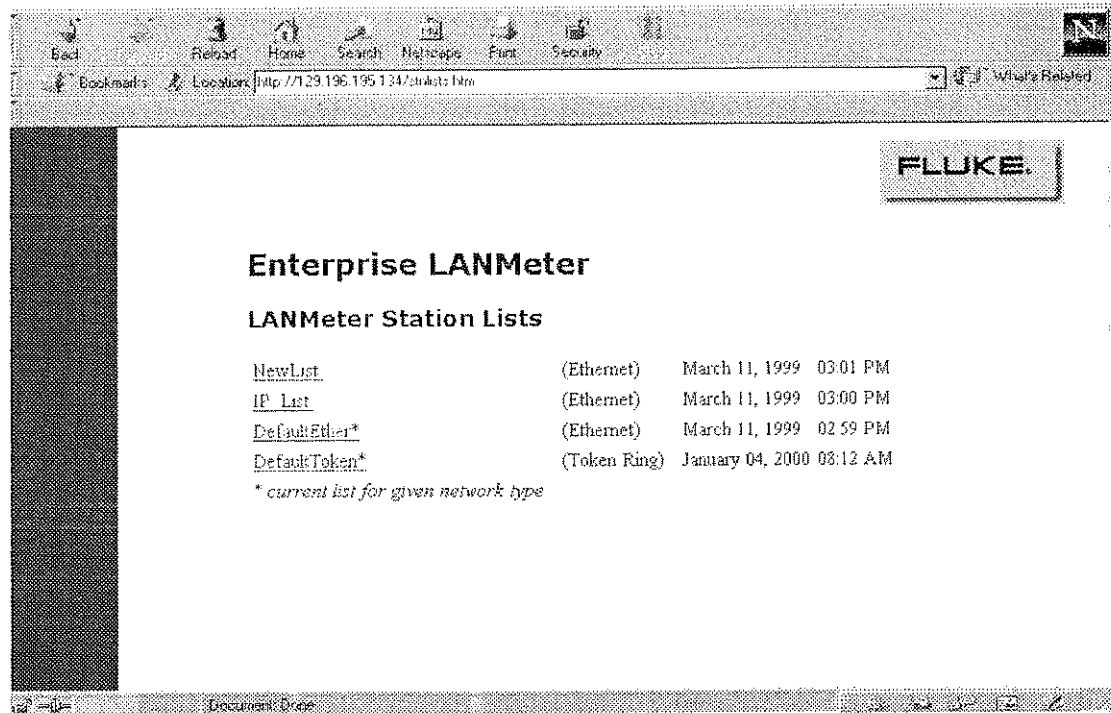 Back Reload Home Search Netscape Print Security
Bookmarks Location: http://129.196.195.134/stnlists.htm What's Related
FLUKE.
Enterprise LANMeter
LANMeter Station Lists
NewList (Ethernet) March 11, 1999 03:01 PM
IP_List (Ethernet) March 11, 1999 03:00 PM
DefaultEther* (Ethernet) March 11, 1999 02:59 PM
DefaultToken* (Token Ring) January 04, 2000 08:12 AM
* current list for given network type
Document: Done